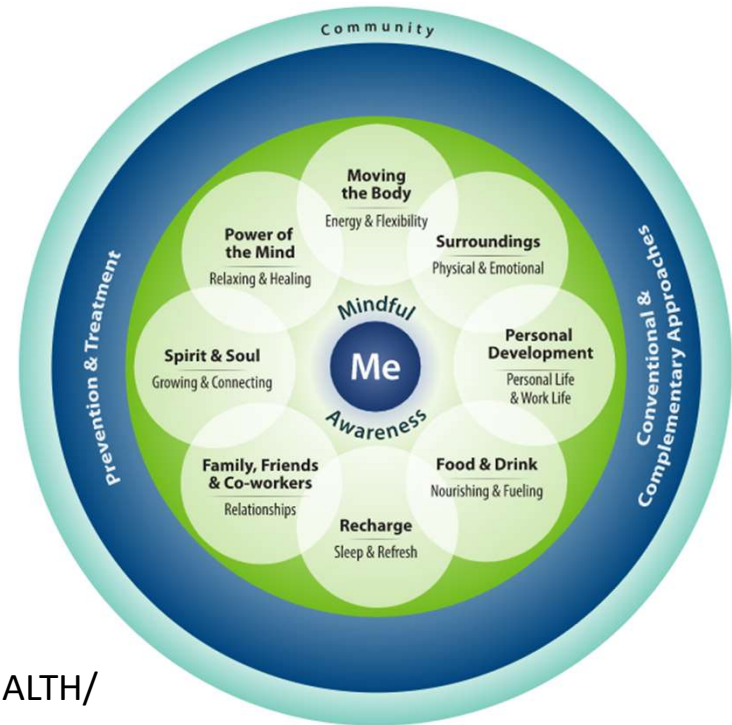 Community
Prevention & Treatment
Conventional &
Complementary Approaches
Moving
the Body
Energy & Flexibility
Surroundings
Physical & Emotional
Personal
Development
Personal Life
& Work Life
Food & Drink
Nourishing & Fueling
Recharge
Sleep & Refresh
Family, Friends
& Co-workers
Relationships
Spirit & Soul
Growing & Connecting
Power of
the Mind
Relaxing & Healing
Mindful
Me
Awareness
ALTH/